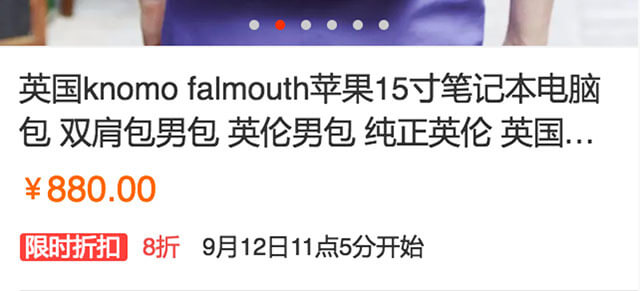 英国knomo falmouth苹果15寸笔记本电脑
包 双肩包男包 英伦男包 纯正英伦 英国...
￥880.00
限时折扣 8折 9月12日11点5分开始